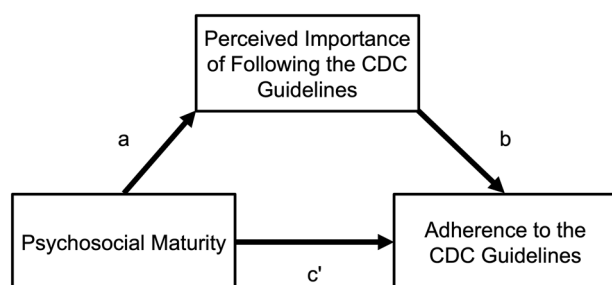 Perceived Importance
of Following the CDC
Guidelines
a
b
Psychosocial Maturity
Adherence to the
CDC Guidelines
c'